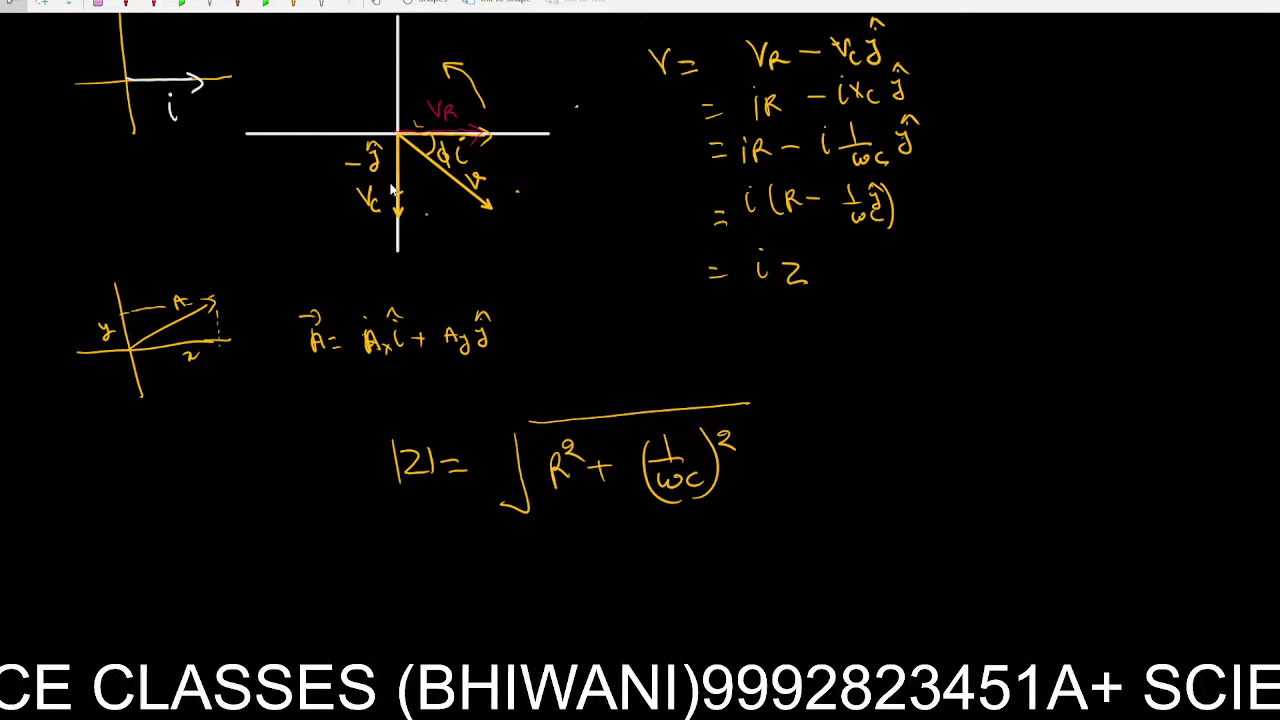 i
V_R
-ĵ
φ i
V_C
v
V = V_R - V_C ĵ
= iR - iX_C ĵ
= iR - i 1/ωC ĵ
= i (R - 1/ωC ĵ)
= i Z
A
y
x
A⃗ = A_x î + A_y ĵ
|Z| = √(R² + (1/ωC)²)
CE CLASSES (BHIWANI)9992823451A+ SCIE